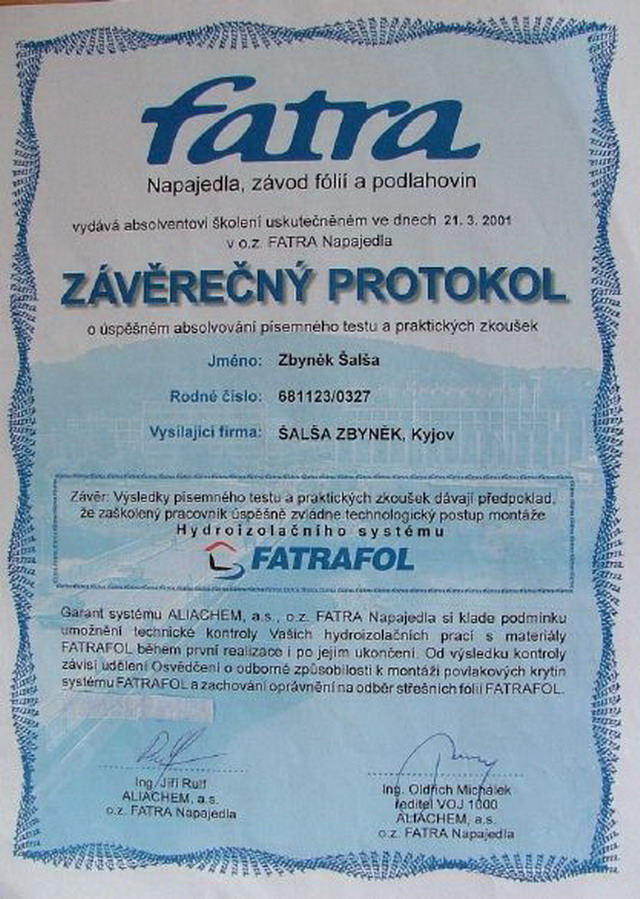 fatra
Napajedla, závod fólií a podlahovin
vydává absolventovi školení uskutečněném ve dnech 21. 3. 2001
v o.z. FATRA Napajedla
ZÁVĚREČNÝ PROTOKOL
o úspěšném absolvování písemného testu a praktických zkoušek
Jméno: Zbyněk Šalša
Rodné číslo: 681123/0327
Vysílající firma: ŠALŠA ZBYNĚK, Kyjov
Závěr: Výsledky písemného testu a praktických zkoušek dávají předpoklad,
že zaškolený pracovník úspěšně zvládne technologický postup montáže
Hydroizolačního systému
FATRAFOL
Garant systému ALIACHEM, a.s., o.z. FATRA Napajedla si klade podmínku
umožnění technické kontroly Vašich hydroizolačních prací s materiály
FATRAFOL během první realizace i po jejím ukončení. Od výsledku kontroly
závisí udělení Osvědčení o odborné způsobilosti k montáži povlakových krytin
systému FATRAFOL a zachování oprávnění na odběr střešních fólií FATRAFOL.
Ing. Jiří Rulf
ALIACHEM, a.s.
o.z. FATRA Napajedla
Ing. Oldřich Michálek
ředitel VOJ 1000
ALIACHEM, a.s.
o.z. FATRA Napajedla